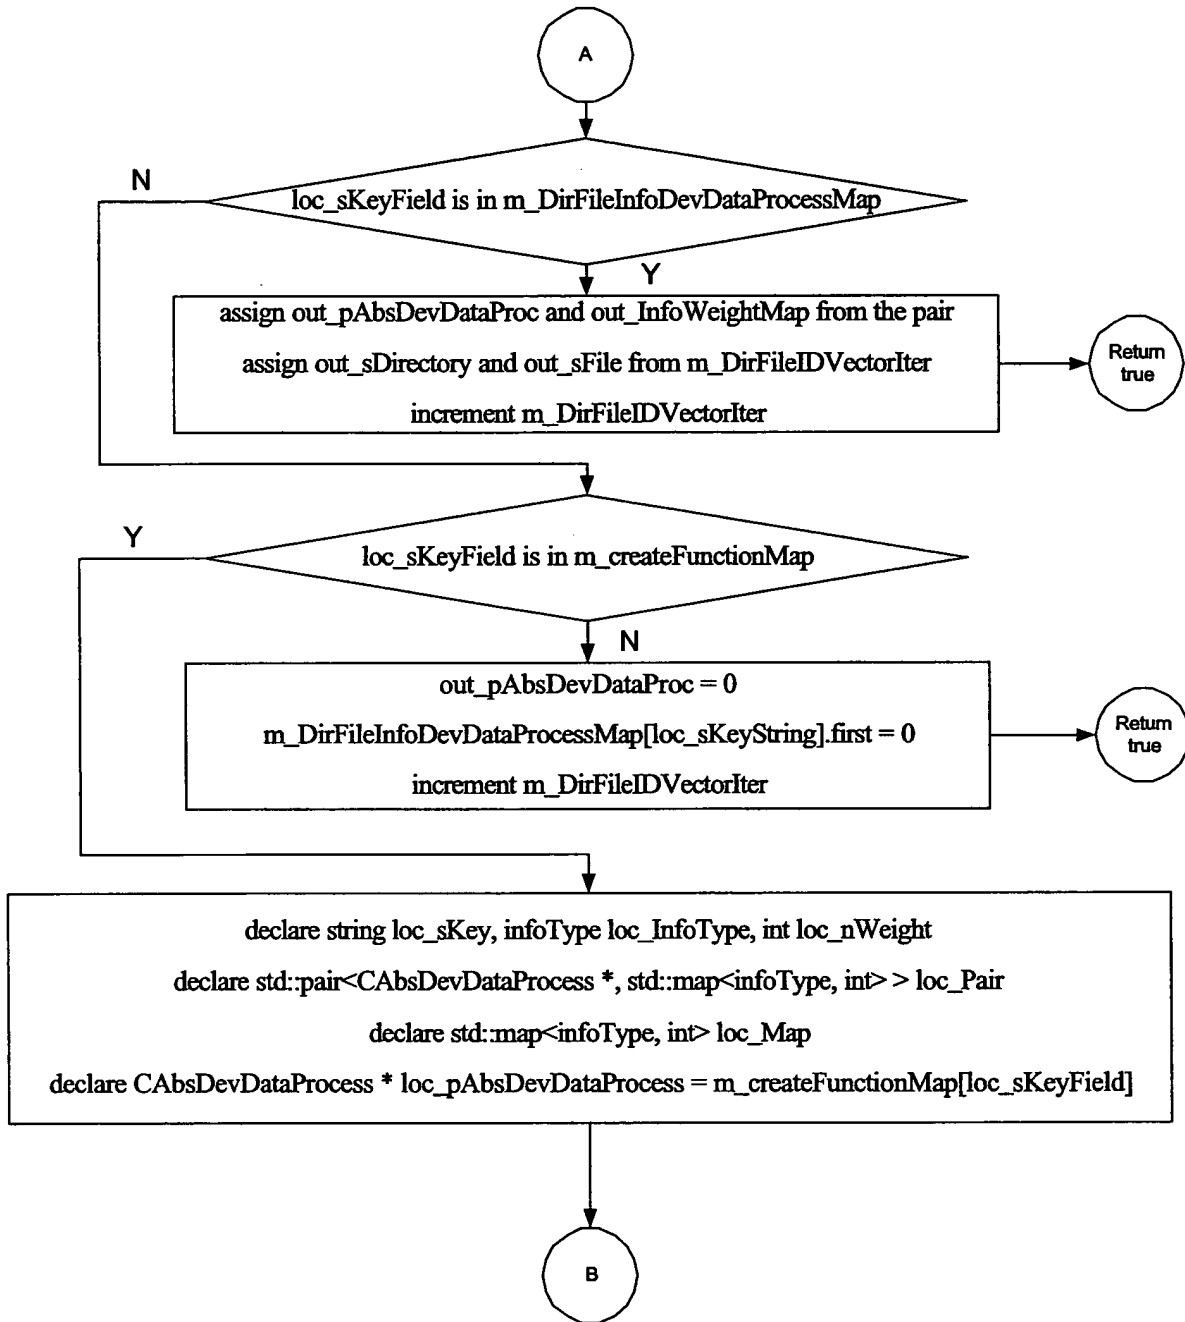 A
N
loc_sKeyField is in m_DirFileInfoDevDataProcessMap
Y
assign out_pAbsDevDataProc and out_InfoWeightMap from the pair
assign out_sDirectory and out_sFile from m_DirFileIDVectorIter
increment m_DirFileIDVectorIter
Return
true
Y
loc_sKeyField is in m_createFunctionMap
N
out_pAbsDevDataProc = 0
m_DirFileInfoDevDataProcessMap[loc_sKeyString].first = 0
increment m_DirFileIDVectorIter
Return
true
declare string loc_sKey, infoType loc_InfoType, int loc_nWeight
declare std::pair<CAbsDevDataProcess *, std::map<infoType, int> > loc_Pair
declare std::map<infoType, int> loc_Map
declare CAbsDevDataProcess * loc_pAbsDevDataProcess = m_createFunctionMap[loc_sKeyField]
B